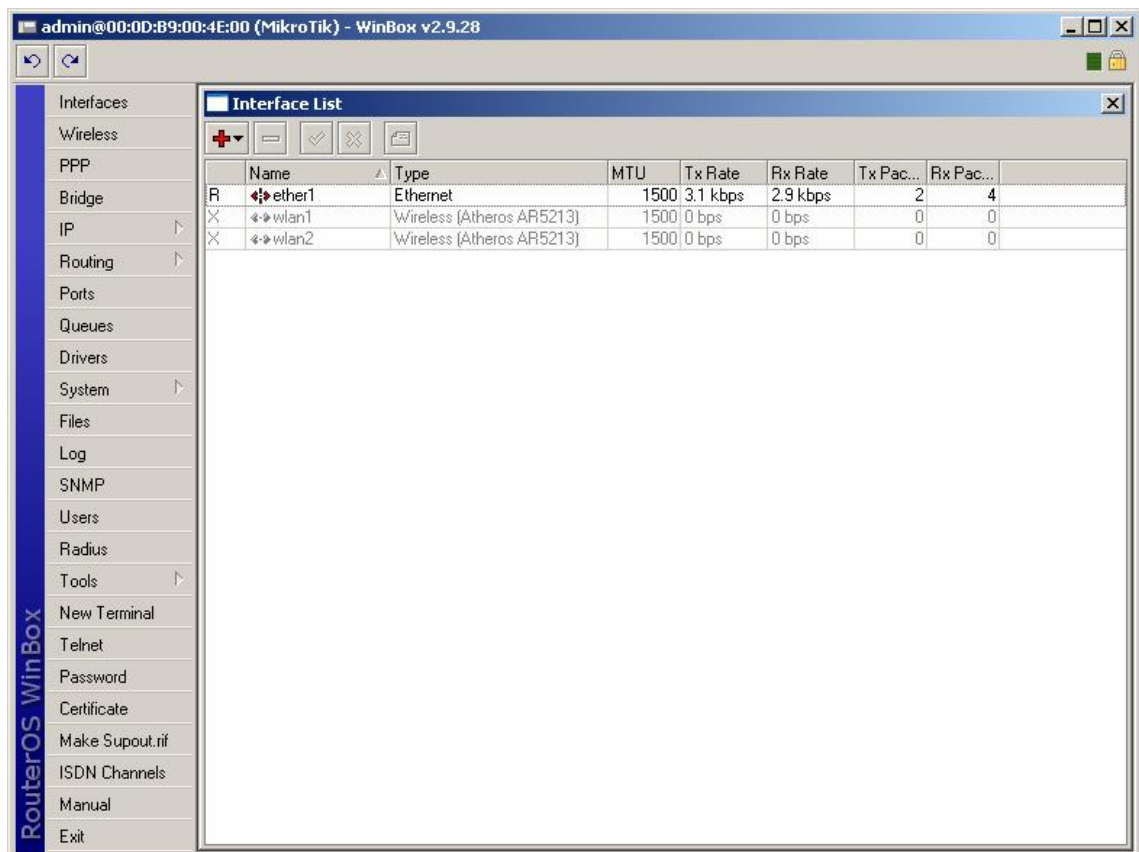 admin@00:0D:B9:00:4E:00 (MikroTik) - WinBox v2.9.28
Interfaces
Wireless
PPP
Bridge
IP
Routing
Ports
Queues
Drivers
System
Files
Log
SNMP
Users
Radius
Tools
New Terminal
Telnet
Password
Certificate
Make Supout.rif
ISDN Channels
Manual
Exit
RouterOS WinBox
Interface List
Name Type MTU Tx Rate Rx Rate Tx Pac... Rx Pac...
R ether1 Ethernet 1500 3.1 kbps 2.9 kbps 2 4
X wlan1 Wireless (Atheros AR5213) 1500 0 bps 0 bps 0 0
X wlan2 Wireless (Atheros AR5213) 1500 0 bps 0 bps 0 0